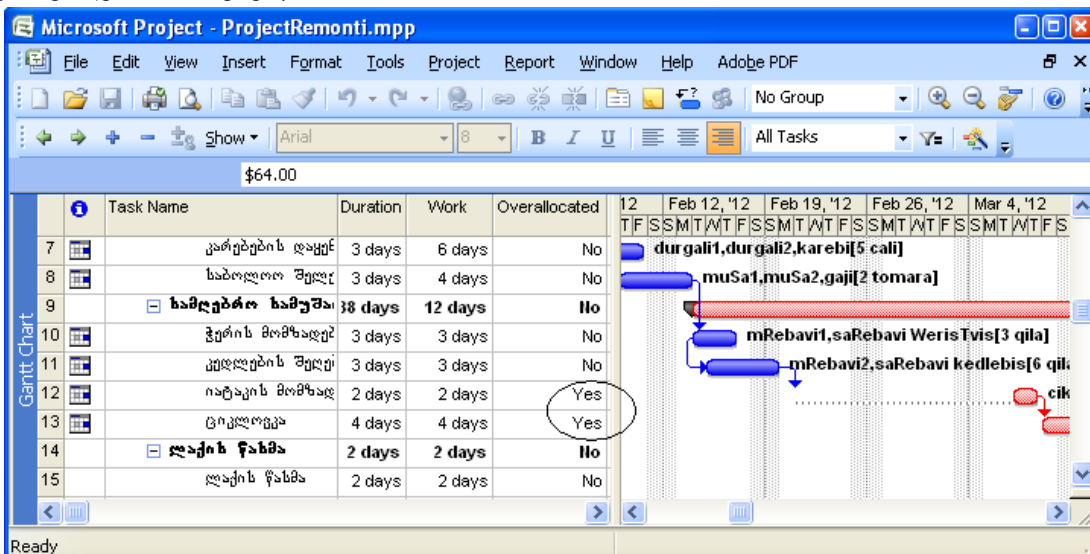 Microsoft Project - ProjectRemonti.mpp
File Edit View Insert Format Tools Project Report Window Help Adobe PDF
No Group
Show Arial 8 B I U All Tasks
$64.00
Task Name Duration Work Overallocated 12 Feb 12, '12 Feb 19, '12 Feb 26, '12 Mar 4, '12
T F S S M T W T F S S M T W T F S S M T W T F S S M T W T F S
7 კარებების დაყენ 3 days 6 days No durgali1,durgali2,karebi[5 cali]
8 საბოლოო 3 days 4 days No muSa1,muSa2,gaji[2 tomara]
9 სამღებრო სამუშაო 38 days 12 days No
10 ჭერის მომზადებ 3 days 3 days No mRebavi1,saRebavi WerisTvis[3 qila]
11 კედლების შეღებ 3 days 3 days No mRebavi2,saRebavi kedlebis[6 qila
12 იატაკის მომზად 2 days 2 days Yes cik
13 ციკლოვკა 4 days 4 days Yes
14 ლაქის წასმა 2 days 2 days No
15 ლაქის წასმა 2 days 2 days No
Gantt Chart
Ready